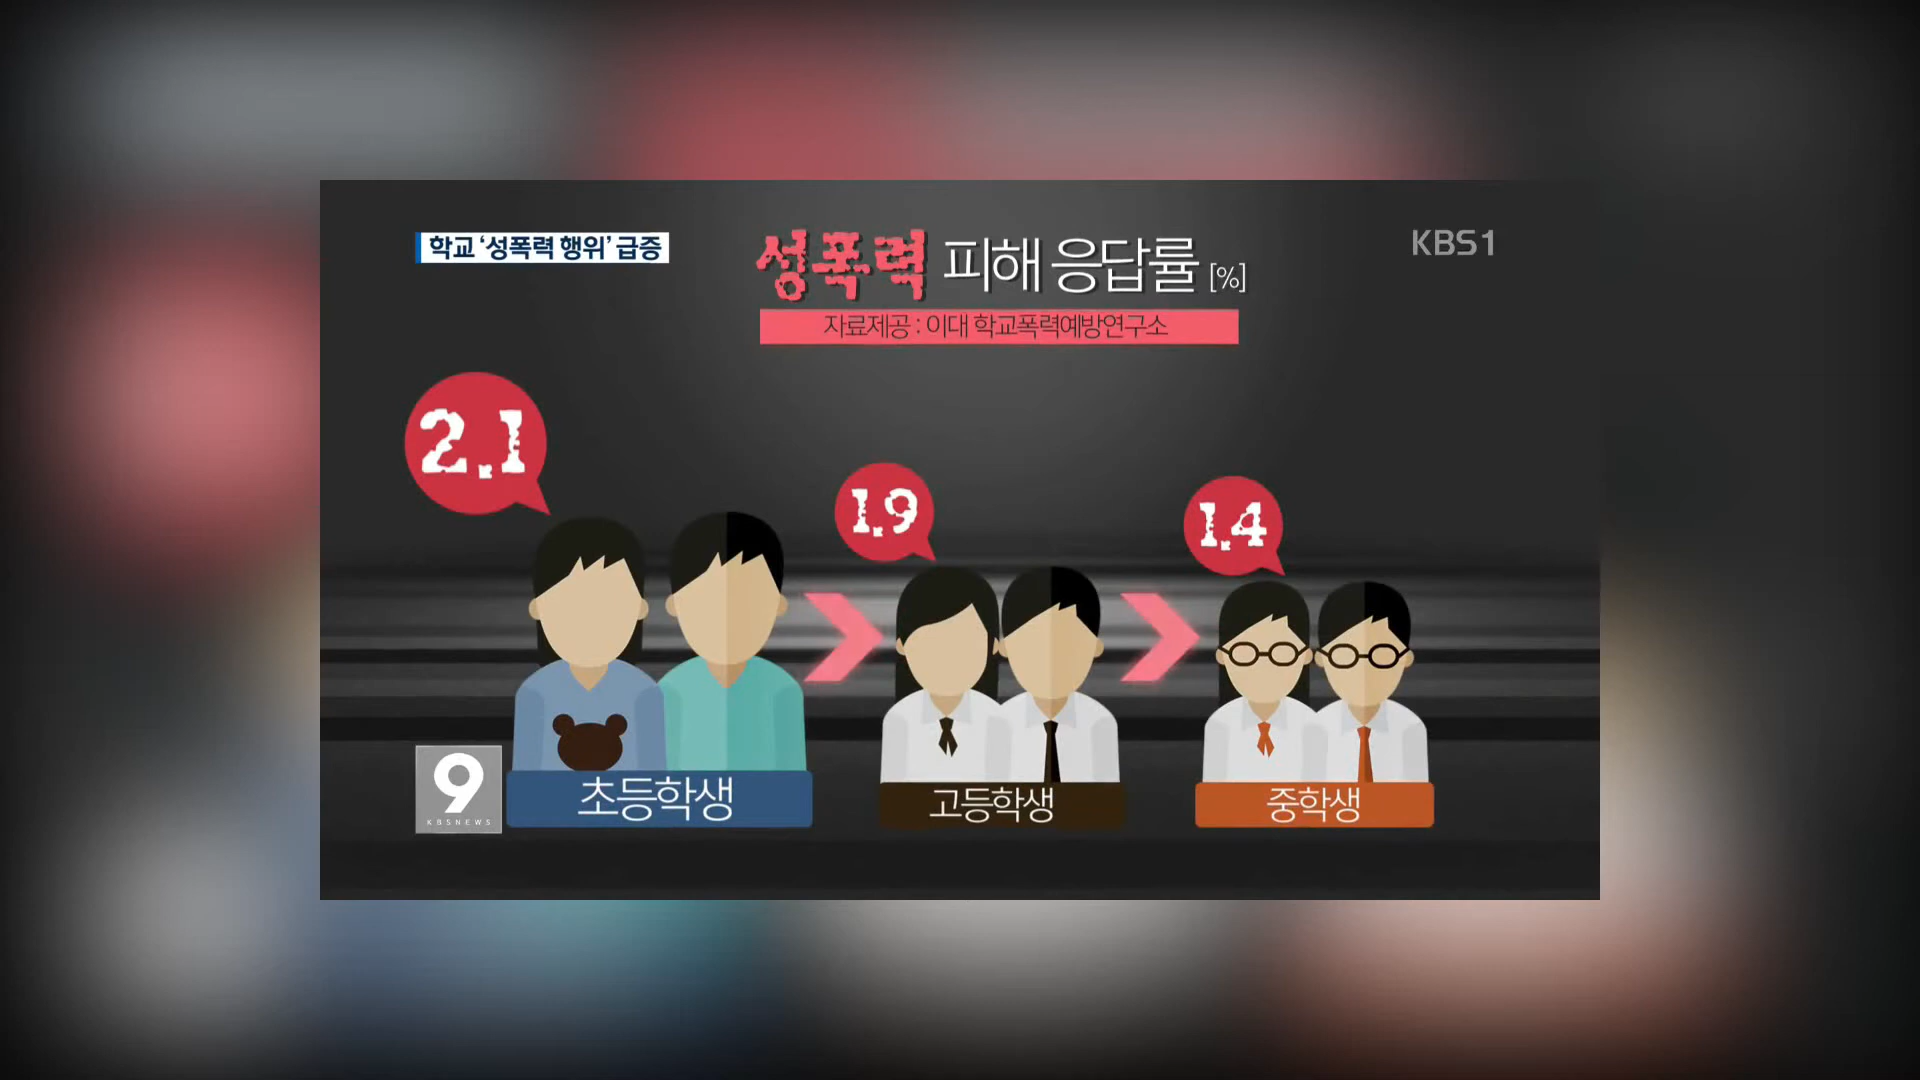 학교 ‘성폭력 행위’ 급증
성폭력 피해 응답률 [%]
KBS1
자료제공 : 이대 학교폭력예방연구소
2.1
1.9
1.4
초등학생
고등학생
중학생
9
KBSNEWS